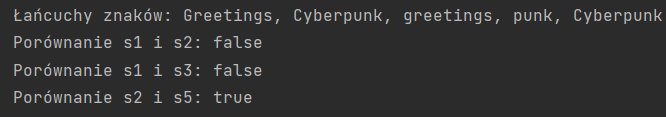 Łańcuchy znaków: Greetings, Cyberpunk, greetings, punk, Cyberpunk
Porównanie s1 i s2: false
Porównanie s1 i s3: false
Porównanie s2 i s5: true